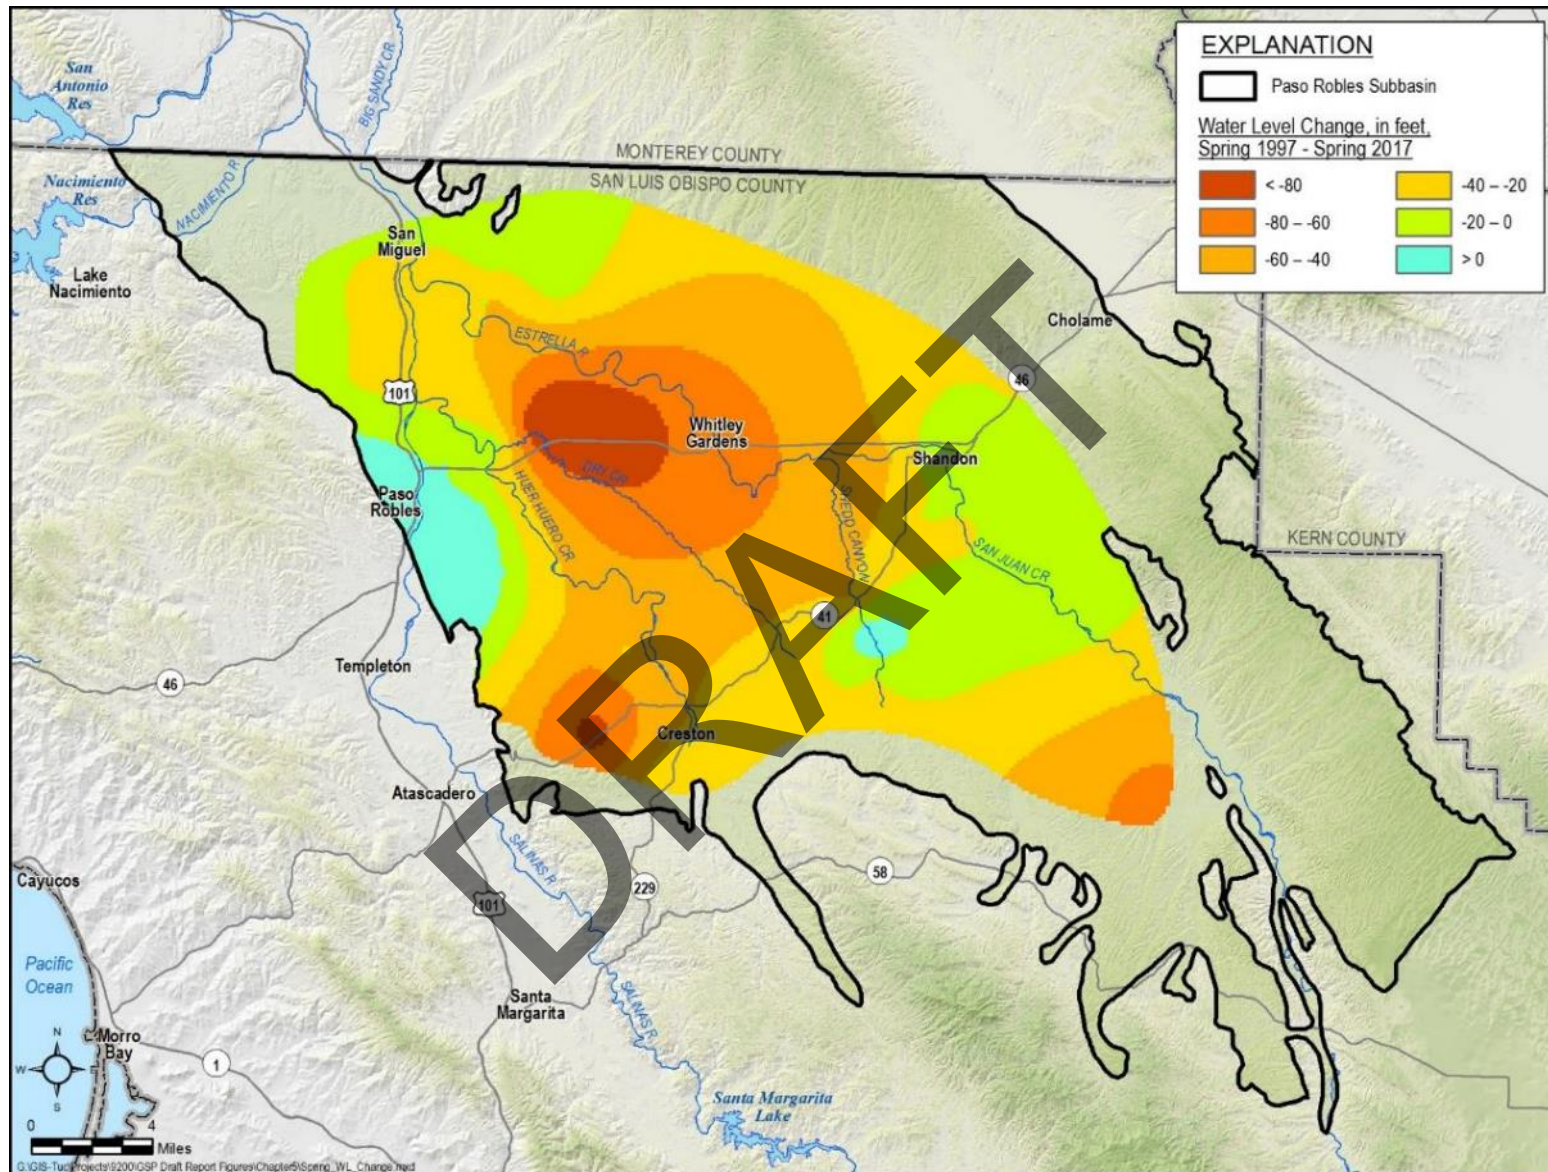 EXPLANATION
Paso Robles Subbasin
Water Level Change, in feet,
Spring 1997 - Spring 2017
< -80
-80 – -60
-60 – -40
-40 – -20
-20 – 0
> 0
San
Antonio
Res
BIG SANDY CR.
MONTEREY COUNTY
SAN LUIS OBISPO COUNTY
Nacimiento
Res
NACIMIENTO R.
San
Miguel
Lake
Nacimiento
Cholame
ESTRELLA R.
46
101
Whitley
Gardens
Shandon
DRY CR.
HUER HUERO CR.
SHEDD CANYON
Paso
Robles
KERN COUNTY
SAN JUAN CR.
41
Templeton
46
Creston
DRAFT
Atascadero
SALINAS R.
58
Cayucos
229
101
Pacific
Ocean
Santa
Margarita
SALINAS R.
N
W
E
S
Morro
Bay
1
Santa Margarita
Lake
0
4
Miles